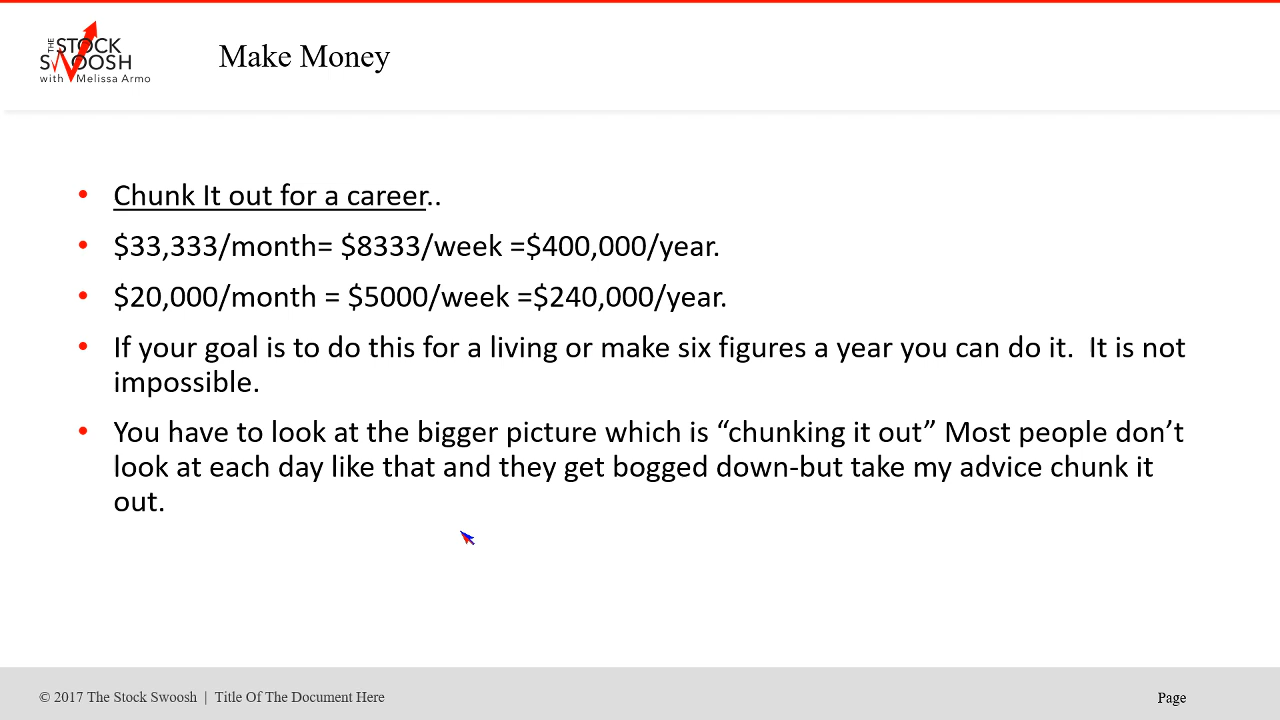 THE STOCK
SWOOSH
with Melissa Armo
Make Money
Chunk It out for a career..
$33,333/month= $8333/week =$400,000/year.
$20,000/month = $5000/week =$240,000/year.
If your goal is to do this for a living or make six figures a year you can do it.  It is not
impossible.
You have to look at the bigger picture which is “chunking it out” Most people don’t
look at each day like that and they get bogged down-but take my advice chunk it
out.
© 2017 The Stock Swoosh | Title Of The Document Here
Page